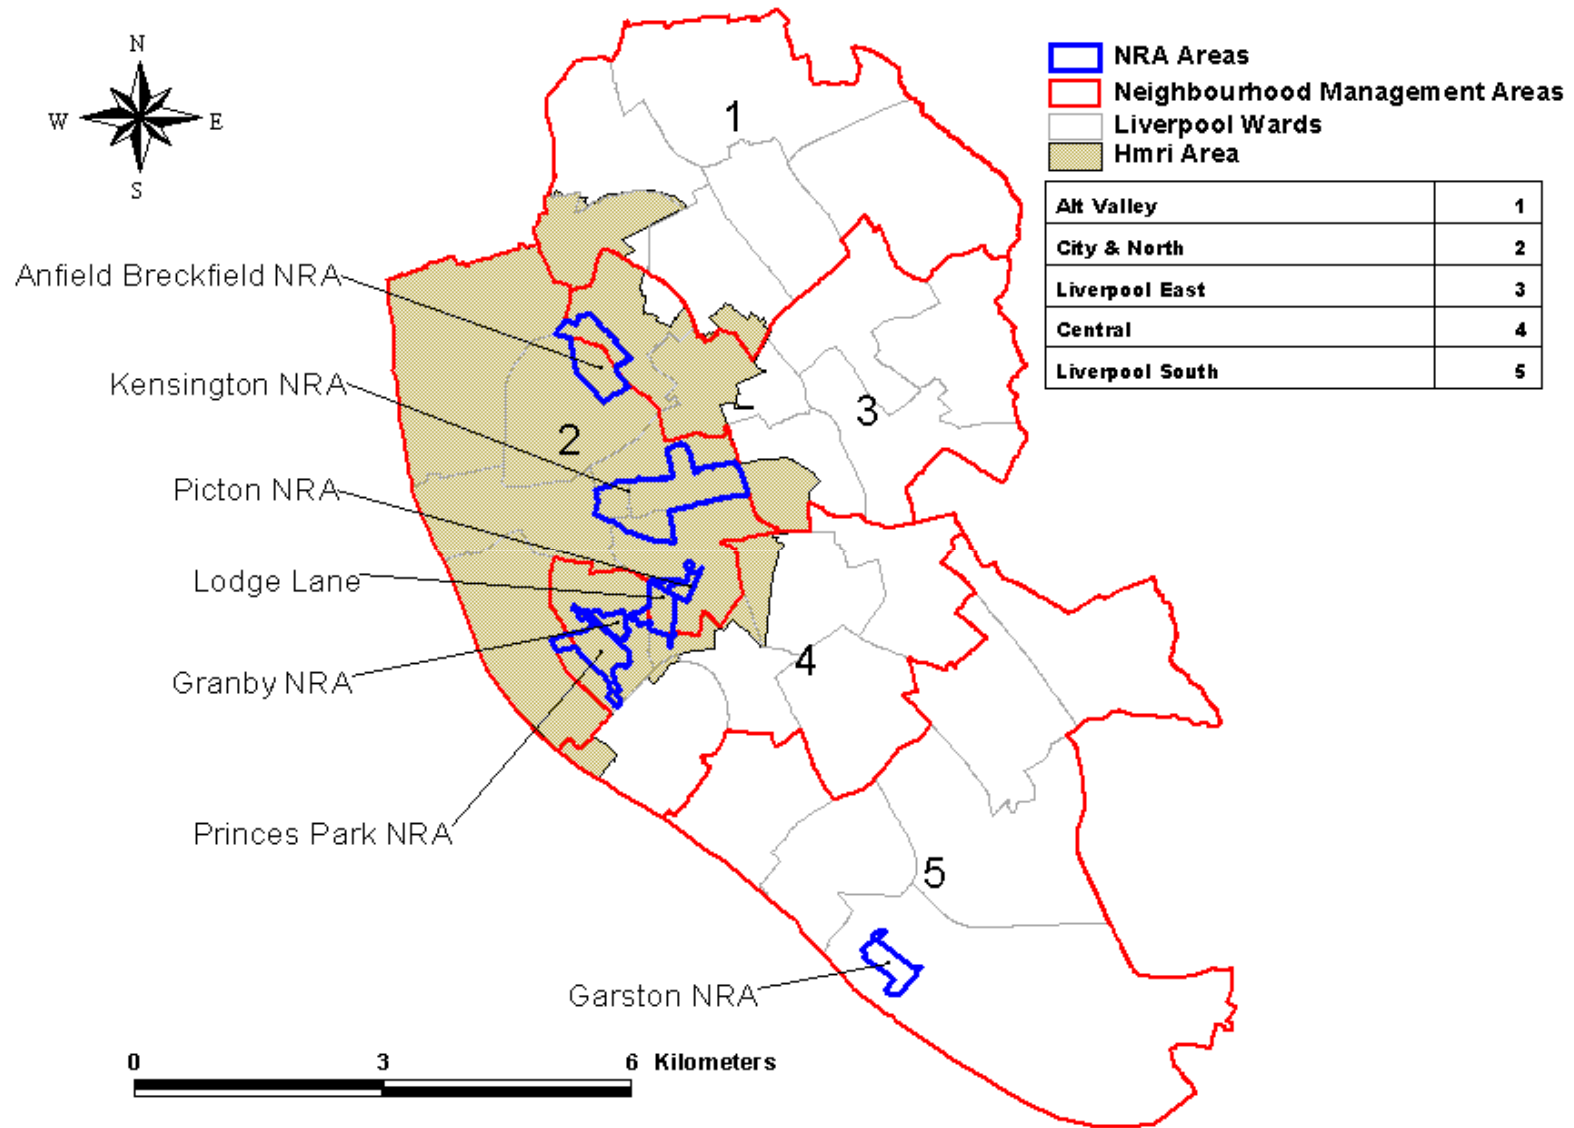 N
W E
S
NRA Areas
Neighbourhood Management Areas
Liverpool Wards
Hmri Area
Alt Valley 1
City & North 2
Liverpool East 3
Central 4
Liverpool South 5
1
Anfield Breckfield NRA
Kensington NRA
3
2
Picton NRA
Lodge Lane
4
Granby NRA
Princes Park NRA
5
Garston NRA
0 3 6 Kilometers